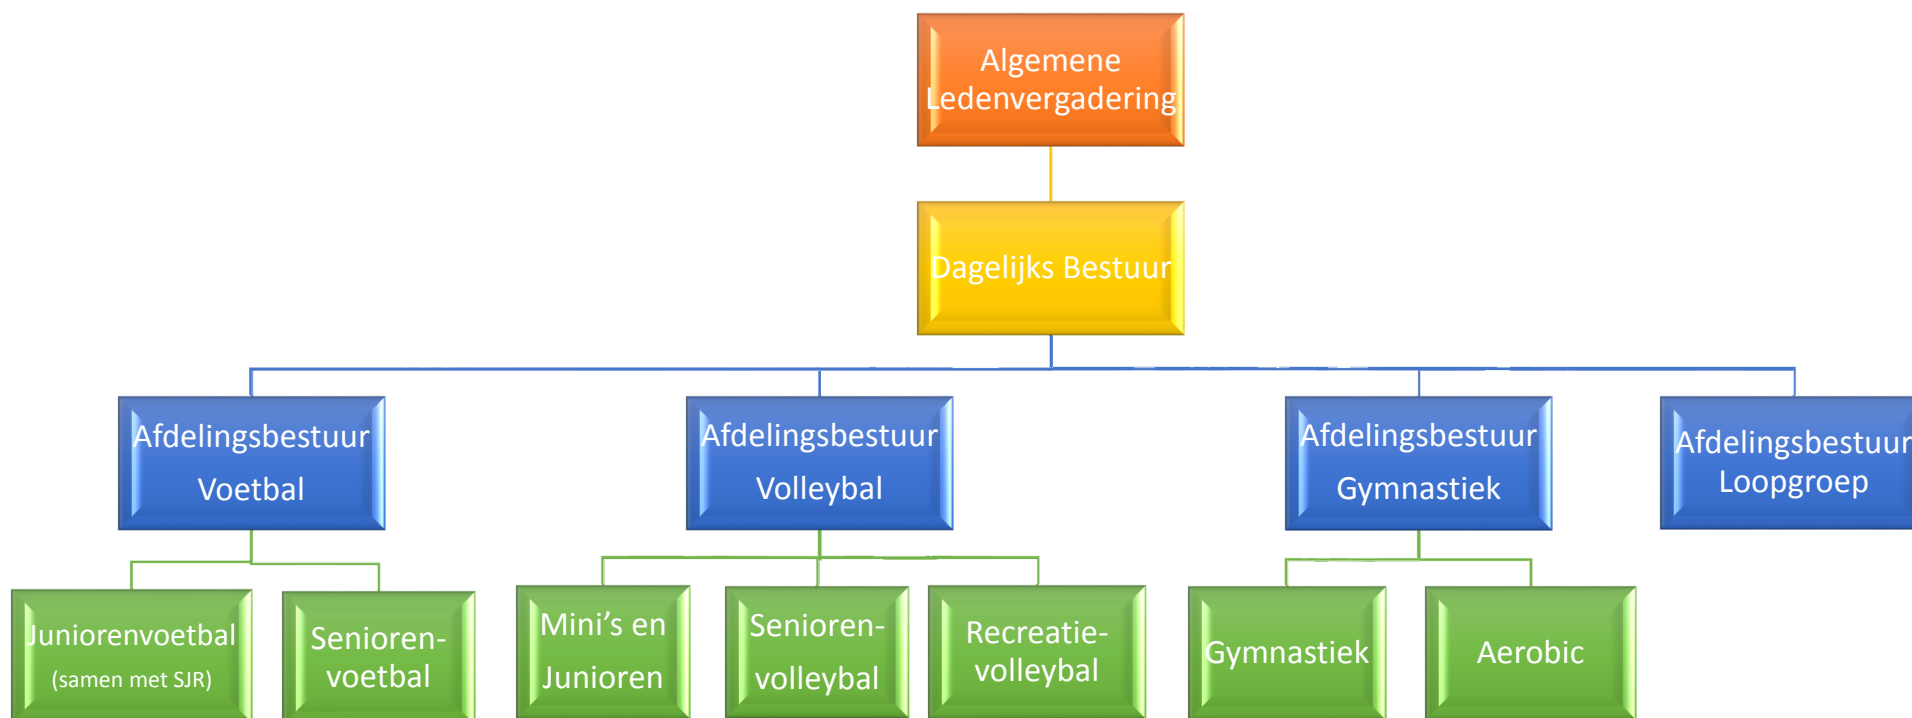 Algemene
Ledenvergadering
Dagelijks Bestuur
Afdelingsbestuur
Voetbal
Afdelingsbestuur
Volleybal
Afdelingsbestuur
Gymnastiek
Afdelingsbestuur
Loopgroep
Juniorenvoetbal
(samen met SJR)
Senioren-
voetbal
Mini’s en
Junioren
Senioren-
volleybal
Recreatie-
volleybal
Gymnastiek
Aerobic